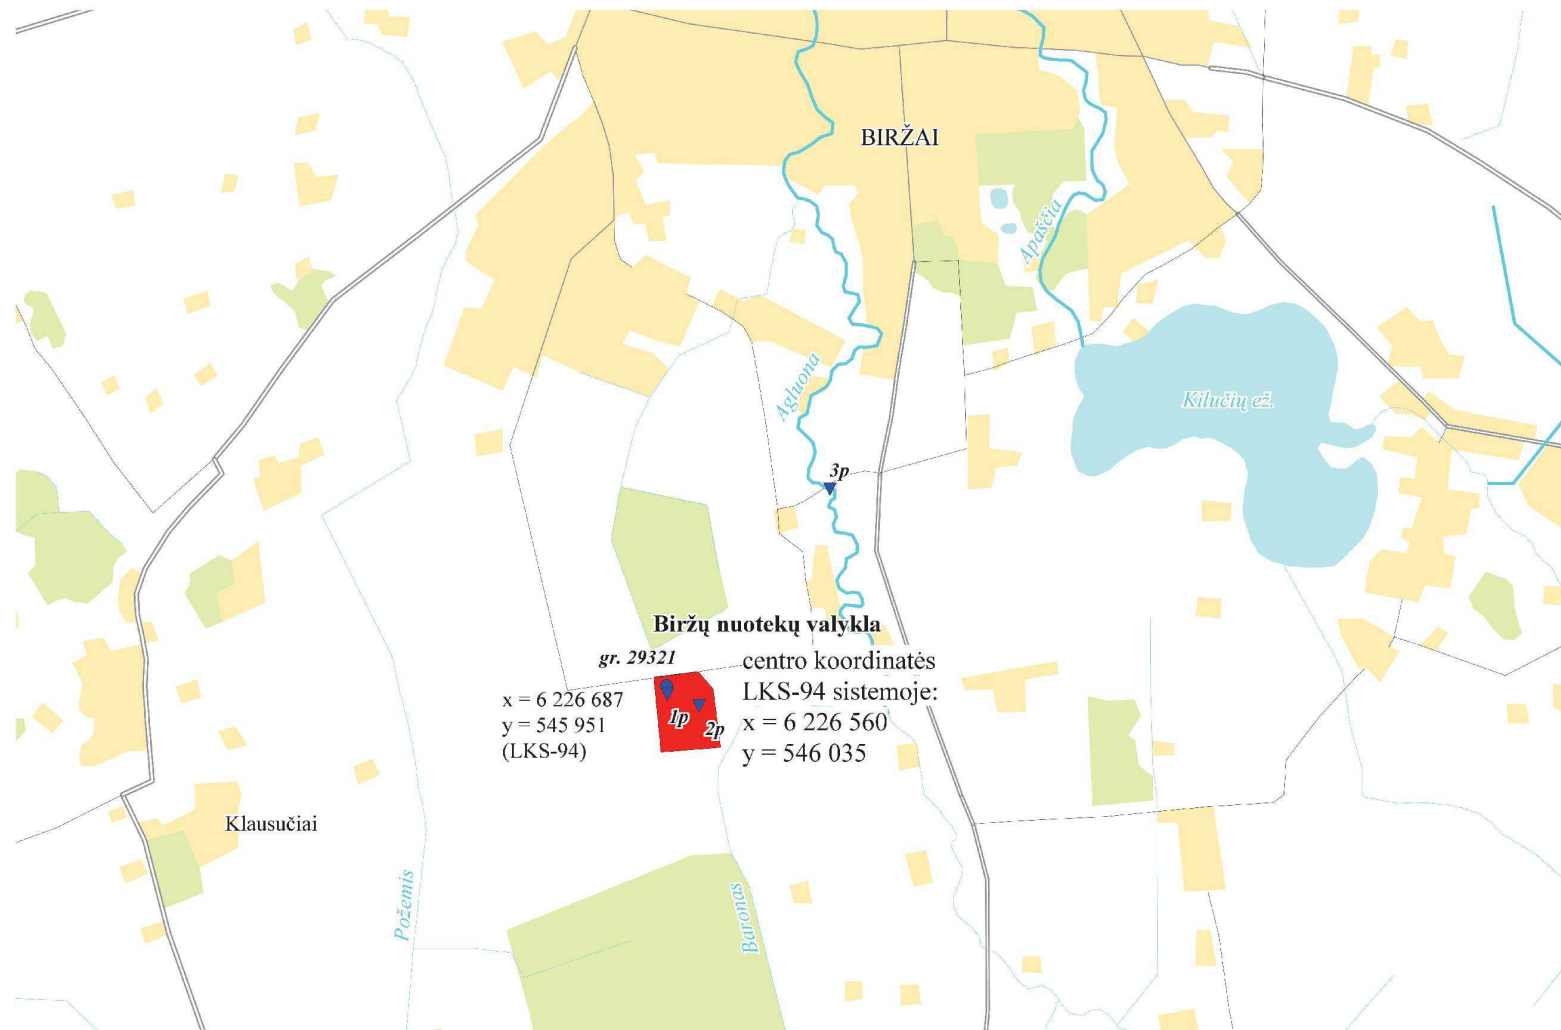 BIRŽAI
Apaščia
Agluona
Kilučių ež.
3p
Biržų nuotekų valykla
gr. 29321
centro koordinatės
LKS-94 sistemoje:
x = 6 226 560
y = 546 035
x = 6 226 687
y = 545 951
(LKS-94)
1p
2p
Klausučiai
Požemis
Baronas